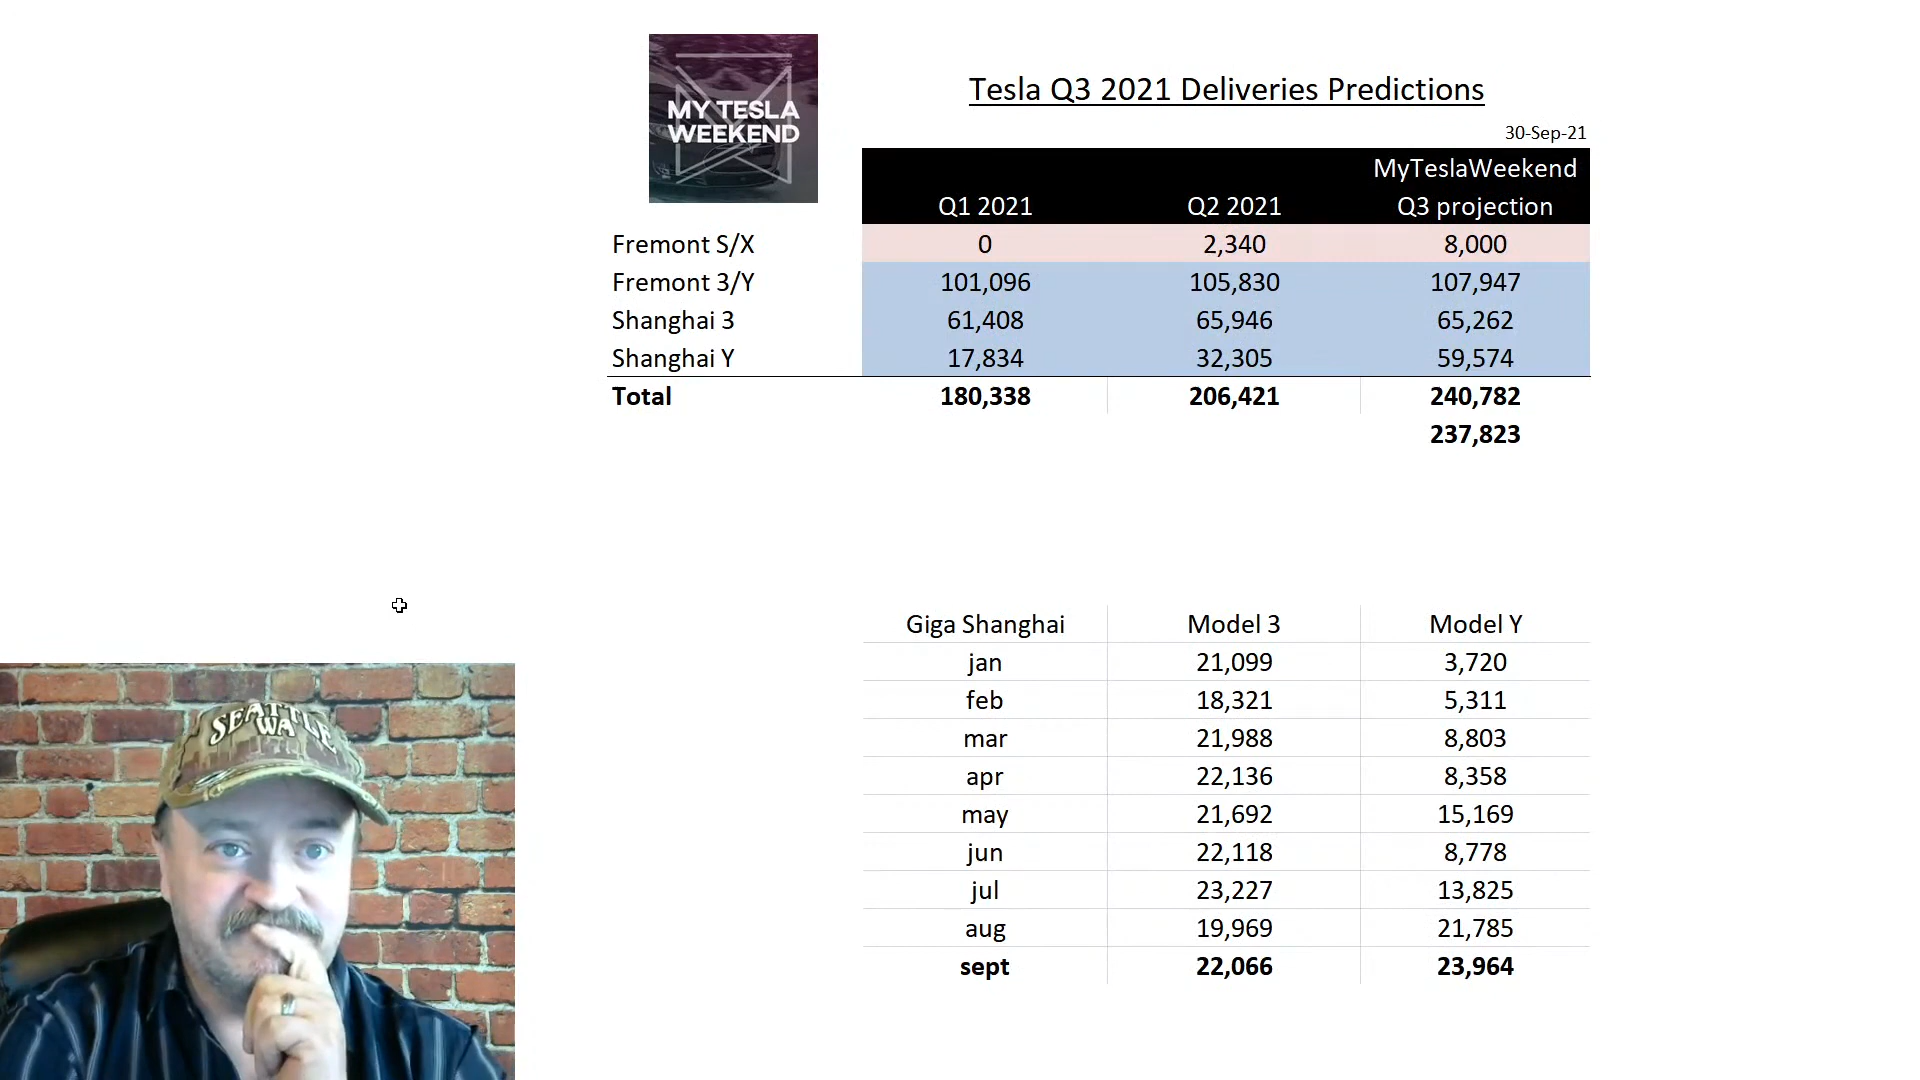 MY TESLA
WEEKEND
Tesla Q3 2021 Deliveries Predictions
30-Sep-21
MyTeslaWeekend
Q1 2021 Q2 2021 Q3 projection
Fremont S/X 0 2,340 8,000
Fremont 3/Y 101,096 105,830 107,947
Shanghai 3 61,408 65,946 65,262
Shanghai Y 17,834 32,305 59,574
Total 180,338 206,421 240,782
237,823
Giga Shanghai Model 3 Model Y
jan 21,099 3,720
feb 18,321 5,311
mar 21,988 8,803
apr 22,136 8,358
may 21,692 15,169
jun 22,118 8,778
jul 23,227 13,825
aug 19,969 21,785
sept 22,066 23,964
SEATTLE
WA